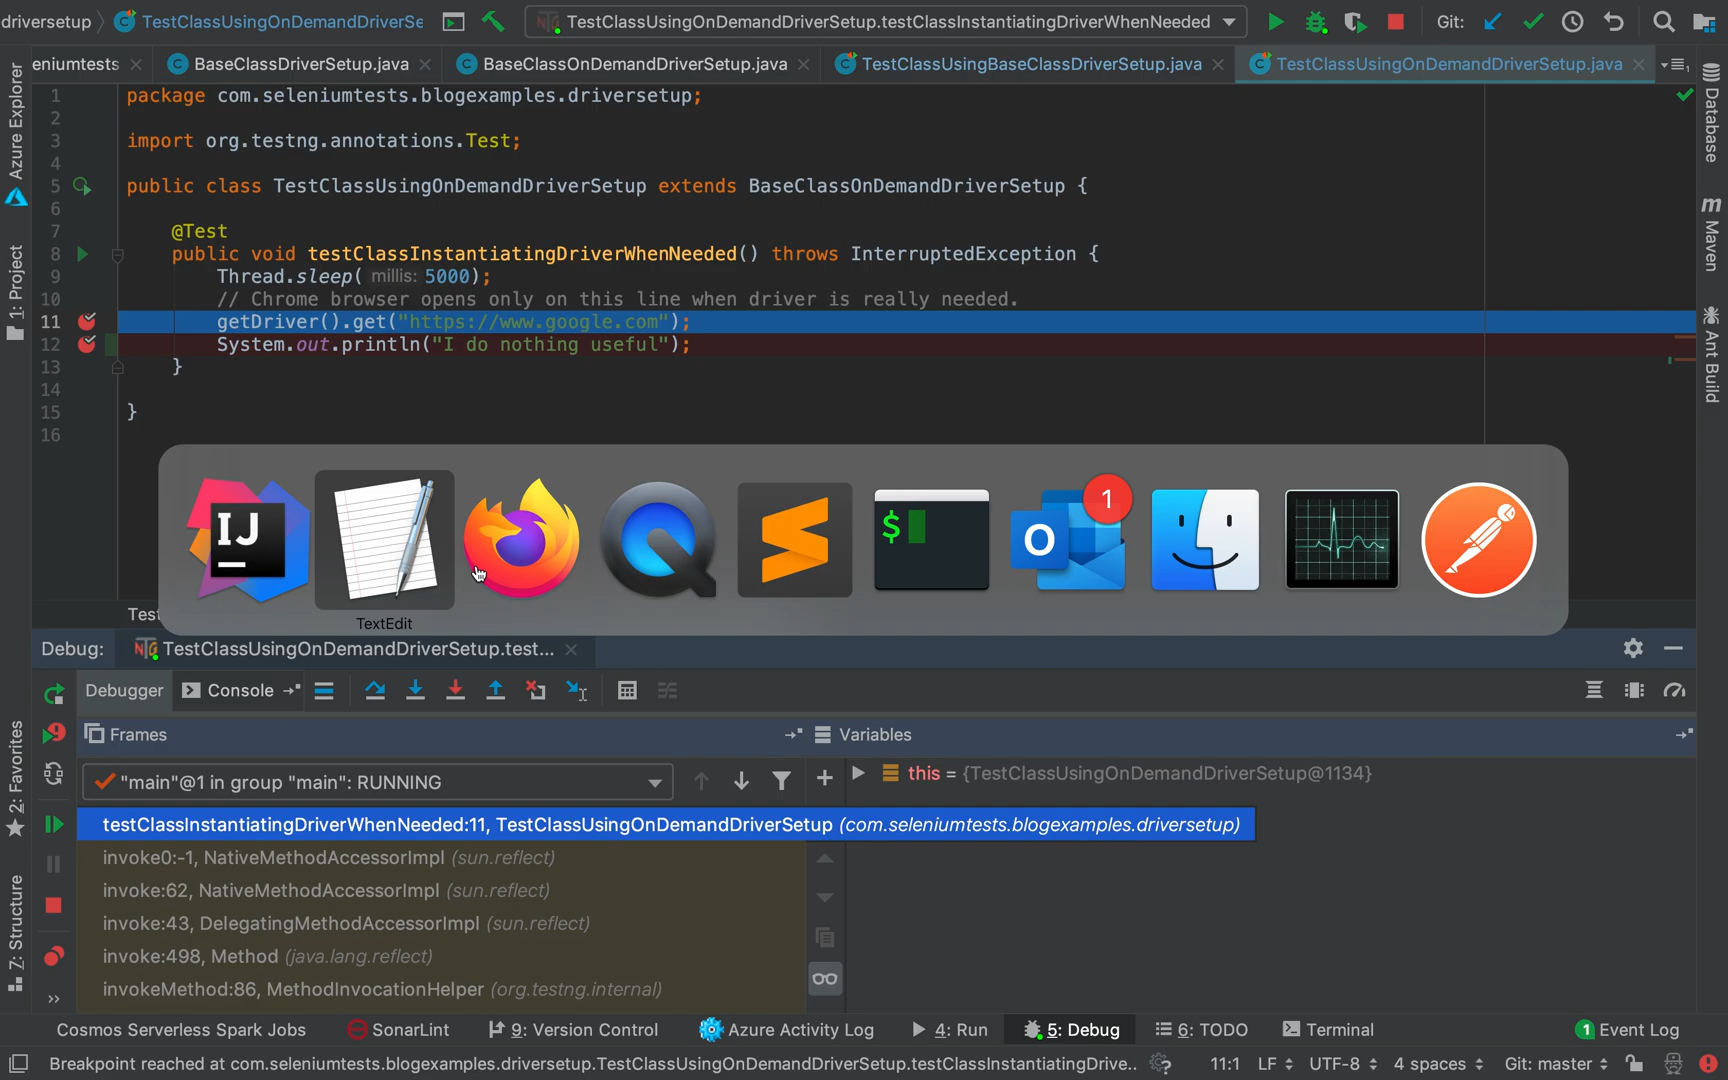 driversetup
TestClassUsingOnDemandDriverSe
TestClassUsingOnDemandDriverSetup.testClassInstantiatingDriverWhenNeeded
Git:
eniumtests
BaseClassDriverSetup.java
BaseClassOnDemandDriverSetup.java
TestClassUsingBaseClassDriverSetup.java
TestClassUsingOnDemandDriverSetup.java
1 package com.seleniumtests.blogexamples.driversetup;
2
3 import org.testng.annotations.Test;
4
5 public class TestClassUsingOnDemandDriverSetup extends BaseClassOnDemandDriverSetup {
6
7 @Test
8 public void testClassInstantiatingDriverWhenNeeded() throws InterruptedException {
9 Thread.sleep( millis: 5000);
10 // Chrome browser opens only on this line when driver is really needed.
11 getDriver().get("https://www.google.com");
12 System.out.println("I do nothing useful");
13 }
14
15 }
16
Azure Explorer
1: Project
2: Favorites
7: Structure
Database
m Maven
Ant Build
IJ
$
O
1
TextEdit
Test
Debug:
TestClassUsingOnDemandDriverSetup.test...
Debugger
Console
Frames
Variables
9
"main"@1 in group "main": RUNNING
this = {TestClassUsingOnDemandDriverSetup@1134}
testClassInstantiatingDriverWhenNeeded:11, TestClassUsingOnDemandDriverSetup (com.seleniumtests.blogexamples.driversetup)
invoke0:-1, NativeMethodAccessorImpl (sun.reflect)
invoke:62, NativeMethodAccessorImpl (sun.reflect)
invoke:43, DelegatingMethodAccessorImpl (sun.reflect)
invoke:498, Method (java.lang.reflect)
invokeMethod:86, MethodInvocationHelper (org.testng.internal)
Cosmos Serverless Spark Jobs
SonarLint
9: Version Control
Azure Activity Log
4: Run
5: Debug
6: TODO
Terminal
1 Event Log
Breakpoint reached at com.seleniumtests.blogexamples.driversetup.TestClassUsingOnDemandDriverSetup.testClassInstantiatingDrive..
11:1
LF
UTF-8
4 spaces
Git: master